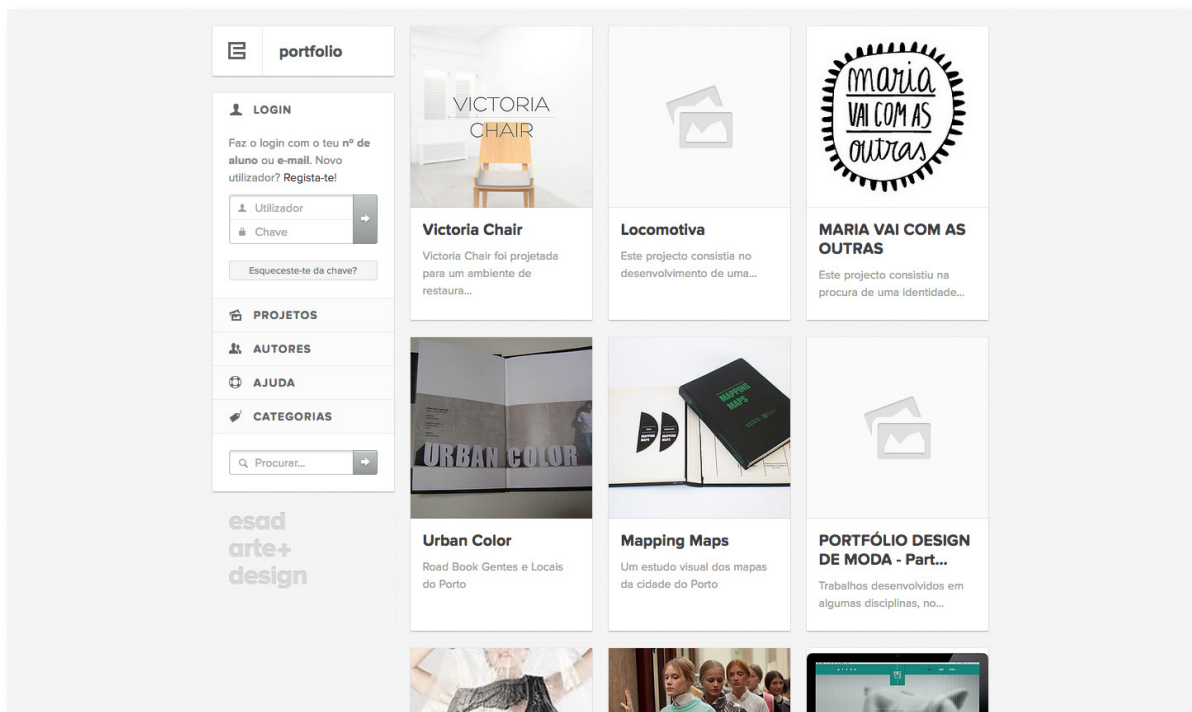 portfolio
LOGIN
Faz o login com o teu nº de
aluno ou e-mail. Novo
utilizador? Regista-te!
Utilizador
Chave
Esqueceste-te da chave?
PROJETOS
AUTORES
AJUDA
CATEGORIAS
Procurar...
esad
arte+
design
VICTORIA
CHAIR
Victoria Chair
Victoria Chair foi projetada
para um ambiente de
restaura...
Locomotiva
Este projecto consistia no
desenvolvimento de uma...
maria
VAI COM AS
outras
MARIA VAI COM AS
OUTRAS
Este projecto consistiu na
procura de uma identidade...
URBAN COLOR
Urban Color
Road Book Gentes e Locais
do Porto
MAPPING
MAPS
MAPPING
MAPS
MAPPING
MAPS
Mapping Maps
Um estudo visual dos mapas
da cidade do Porto
PORTFÓLIO DESIGN
DE MODA - Part...
Trabalhos desenvolvidos em
algumas disciplinas, no...